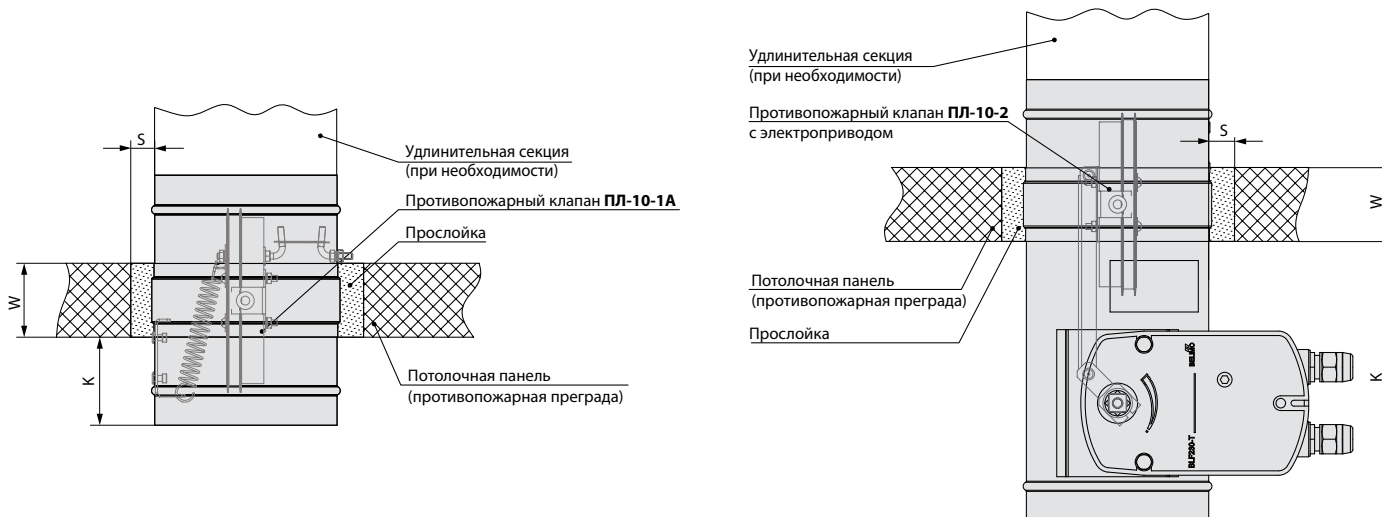 S
Удлинительная секция
(при необходимости)
Противопожарный клапан ПЛ-10-1А
Прослойка
W
K
Потолочная панель
(противопожарная преграда)
Удлинительная секция
(при необходимости)
Противопожарный клапан ПЛ-10-2
с электроприводом
S
W
Потолочная панель
(противопожарная преграда)
Прослойка
BELIMO
BLF230-T
K